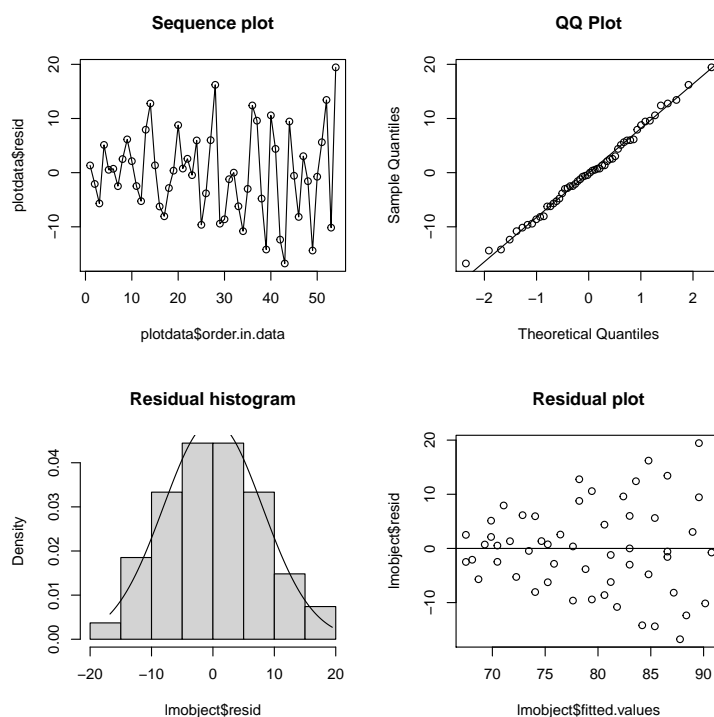 Sequence plot
plotdata$resid
20
10
0
−10
0 10 20 30 40 50
plotdata$order.in.data
QQ Plot
Sample Quantiles
20
10
0
−10
−2 −1 0 1 2
Theoretical Quantiles
Residual histogram
Density
0.04
0.03
0.02
0.01
0.00
−20 −10 0 10 20
lmobject$resid
Residual plot
lmobject$resid
20
10
0
−10
70 75 80 85 90
lmobject$fitted.values